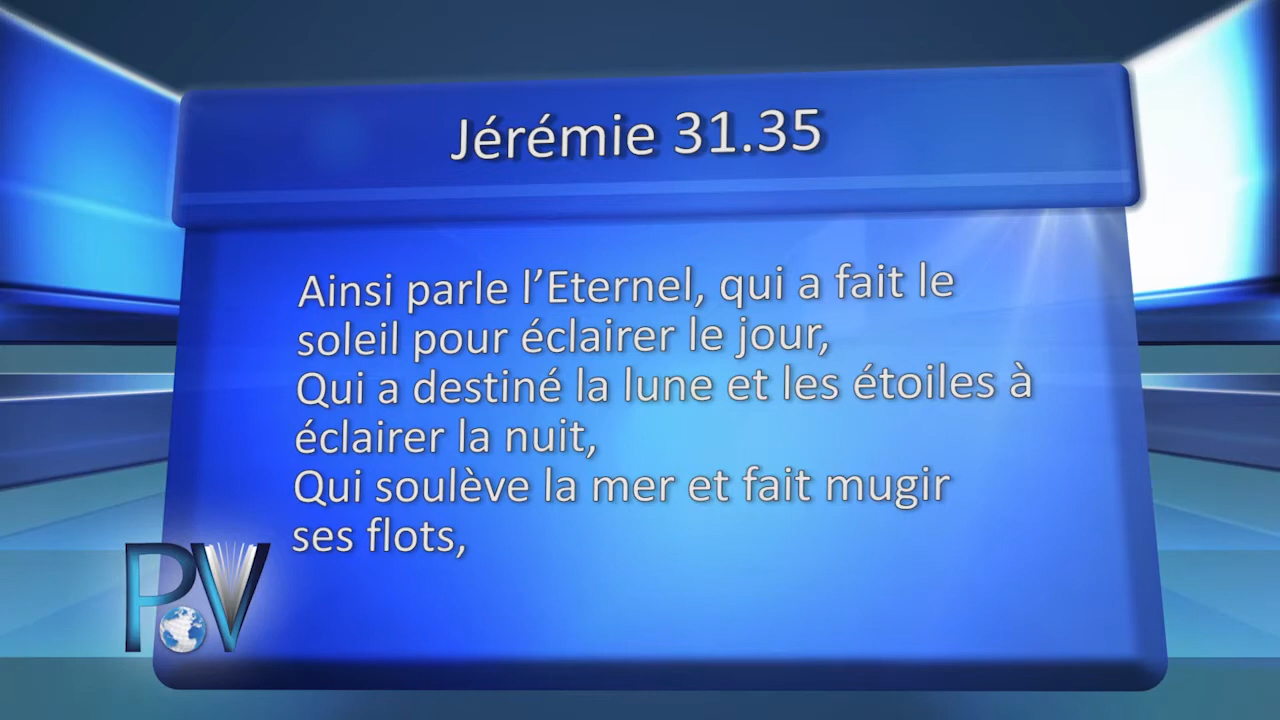 Jérémie 31.35
Ainsi parle l’Eternel, qui a fait le
soleil pour éclairer le jour,
Qui a destiné la lune et les étoiles à
éclairer la nuit,
Qui soulève la mer et fait mugir
ses flots,
P.V